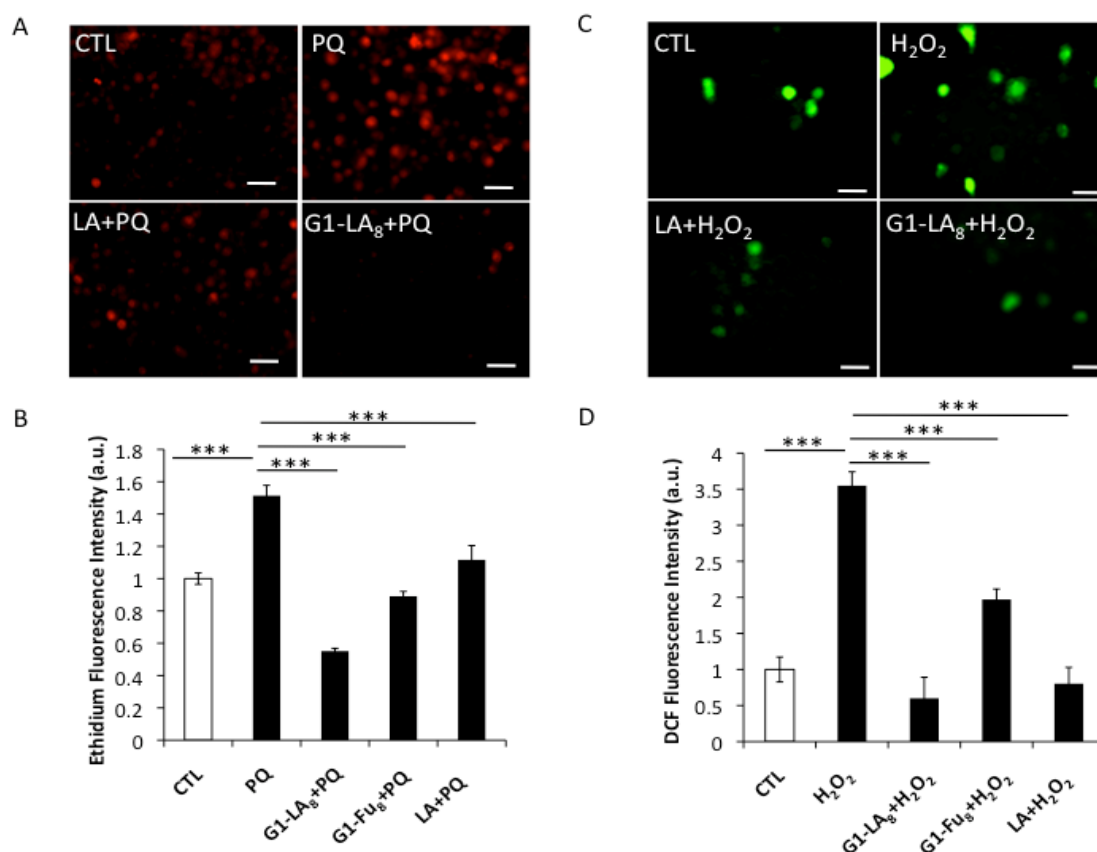 A
CTL
PQ
LA+PQ
G1-LA₈+PQ
C
CTL
H₂O₂
LA+H₂O₂
G1-LA₈+H₂O₂
B
***
***
***
***
Ethidium Fluorescence Intensity (a.u.)
1.8
1.6
1.4
1.2
1
0.8
0.6
0.4
0.2
0
CTL
PQ
G1-LA₈+PQ
G1-Fu₈+PQ
LA+PQ
D
***
***
***
***
DCF Fluorescence Intensity (a.u.)
4
3.5
3
2.5
2
1.5
1
0.5
0
CTL
H₂O₂
G1-LA₈+H₂O₂
G1-Fu₈+H₂O₂
LA+H₂O₂